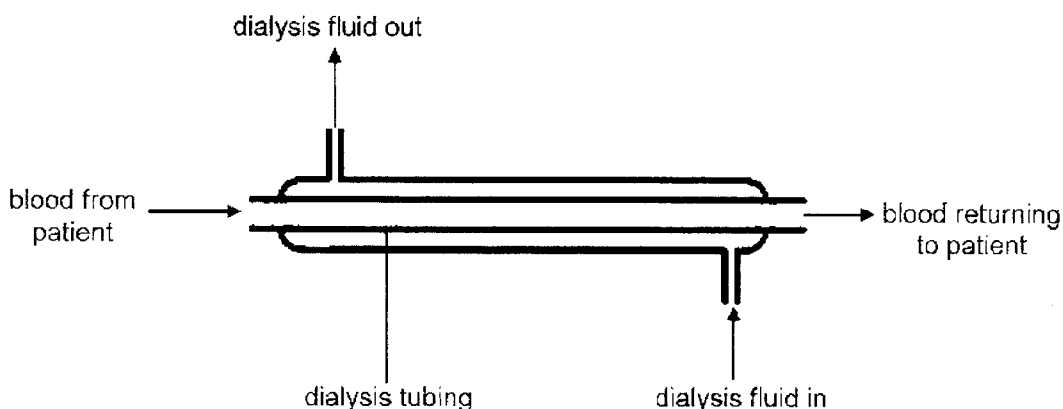 dialysis fluid out
blood from
patient
blood returning
to patient
dialysis tubing
dialysis fluid in